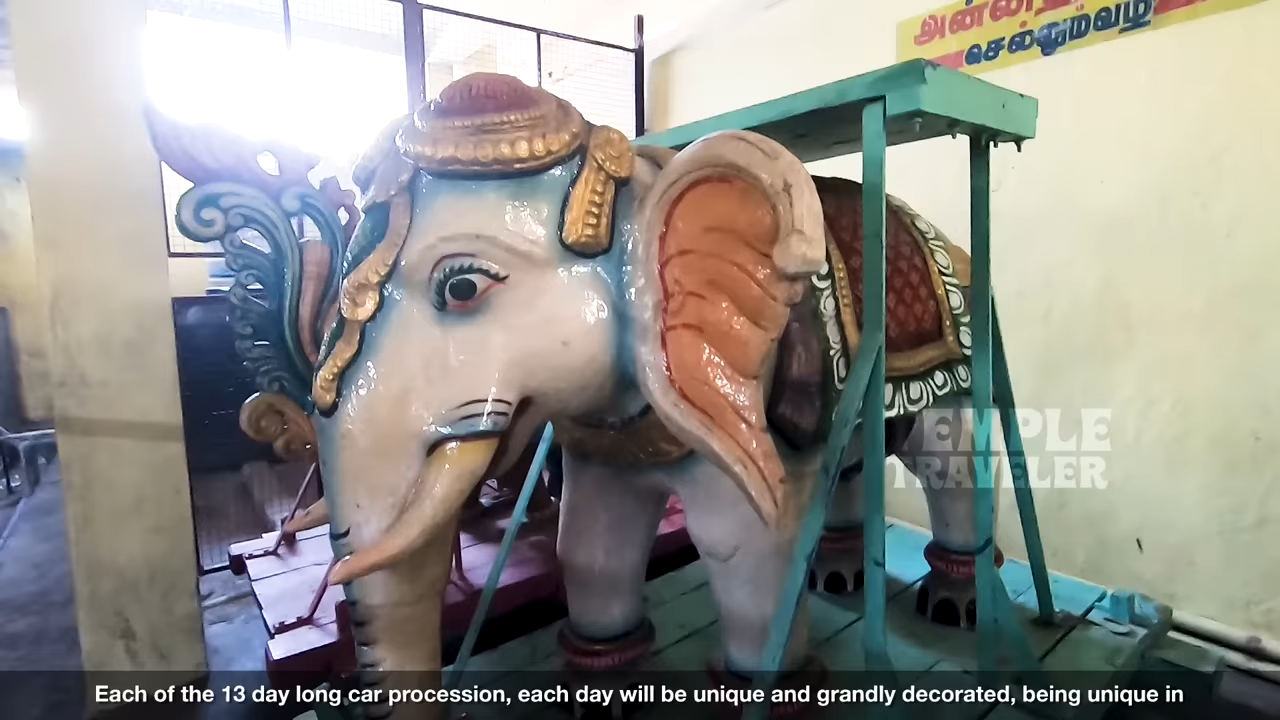 அன்னதா
செல்லும்வழி
TEMPLE
TRAVELER
Each of the 13 day long car procession, each day will be unique and grandly decorated, being unique in